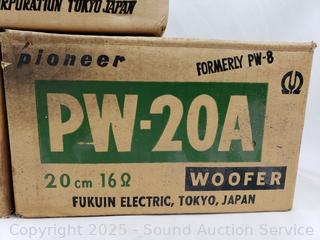 CORPORATION TOKYO JAPAN
pioneer
FORMERLY PW-8
PW-20A
20cm 16Ω
WOOFER
FUKUIN ELECTRIC, TOKYO, JAPAN
Copyright 2025 - Sound Auction Service